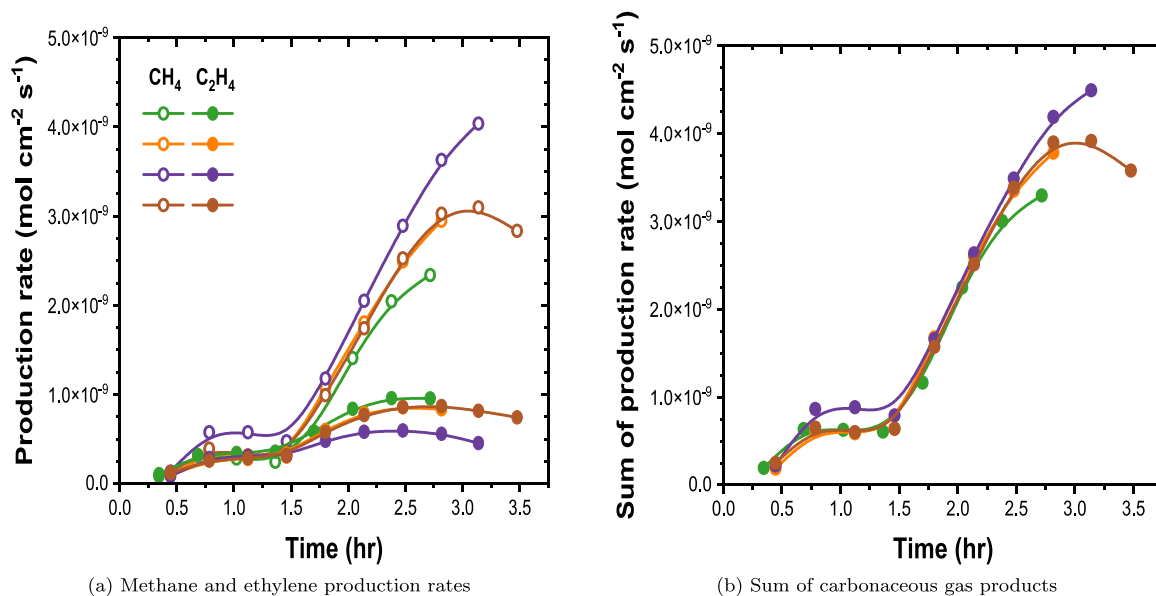 Production rate (mol cm⁻² s⁻¹)
5.0×10⁻⁹
4.0×10⁻⁹
3.0×10⁻⁹
2.0×10⁻⁹
1.0×10⁻⁹
0.0
CH₄ C₂H₄
0.0 0.5 1.0 1.5 2.0 2.5 3.0 3.5
Time (hr)
(a) Methane and ethylene production rates
Sum of production rate (mol cm⁻² s⁻¹)
5.0×10⁻⁹
4.0×10⁻⁹
3.0×10⁻⁹
2.0×10⁻⁹
1.0×10⁻⁹
0.0
0.0 0.5 1.0 1.5 2.0 2.5 3.0 3.5
Time (hr)
(b) Sum of carbonaceous gas products